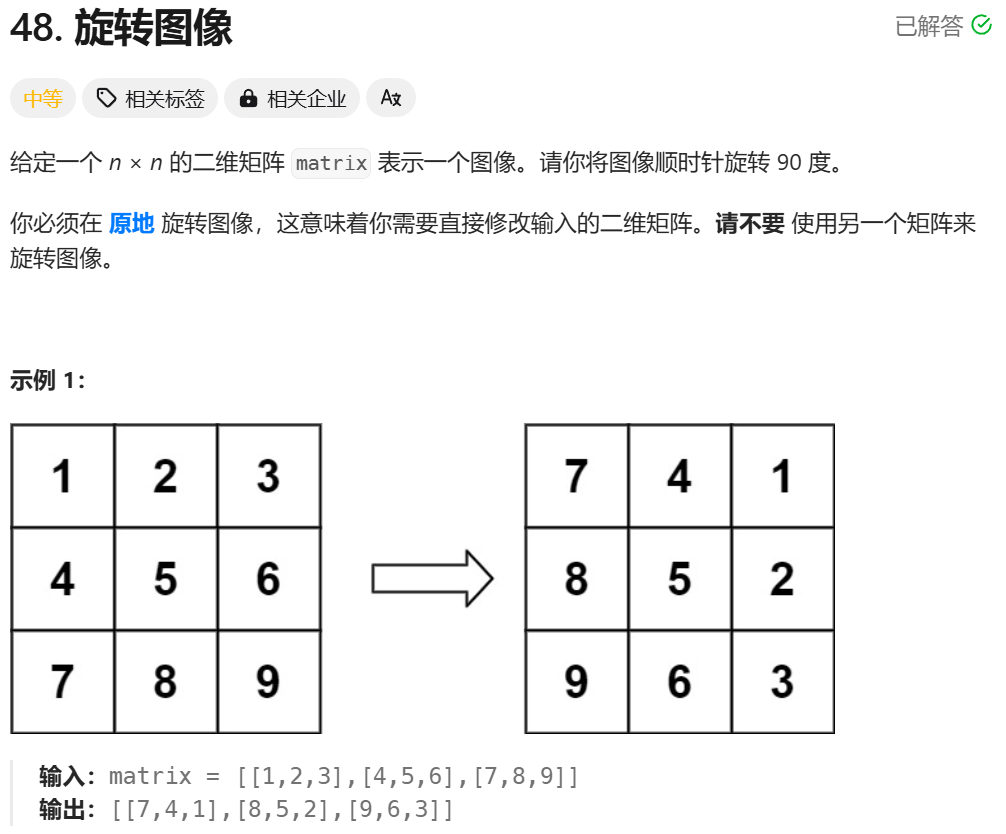 48. 旋转图像
已解答
中等 相关标签 相关企业 A文
给定一个 n × n 的二维矩阵 matrix 表示一个图像。请你将图像顺时针旋转 90 度。
你必须在 原地 旋转图像，这意味着你需要直接修改输入的二维矩阵。请不要 使用另一个矩阵来
旋转图像。
示例 1：
1 2 3
4 5 6
7 8 9
7 4 1
8 5 2
9 6 3
输入：matrix = [[1,2,3],[4,5,6],[7,8,9]]
输出：[[7,4,1],[8,5,2],[9,6,3]]